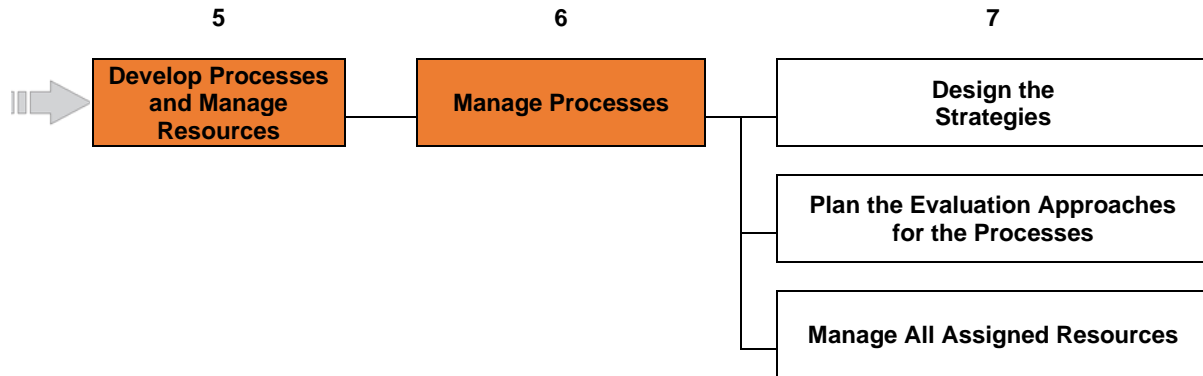 5 6 7
Develop Processes
and Manage
Resources
Manage Processes
Design the
Strategies
Plan the Evaluation Approaches
for the Processes
Manage All Assigned Resources